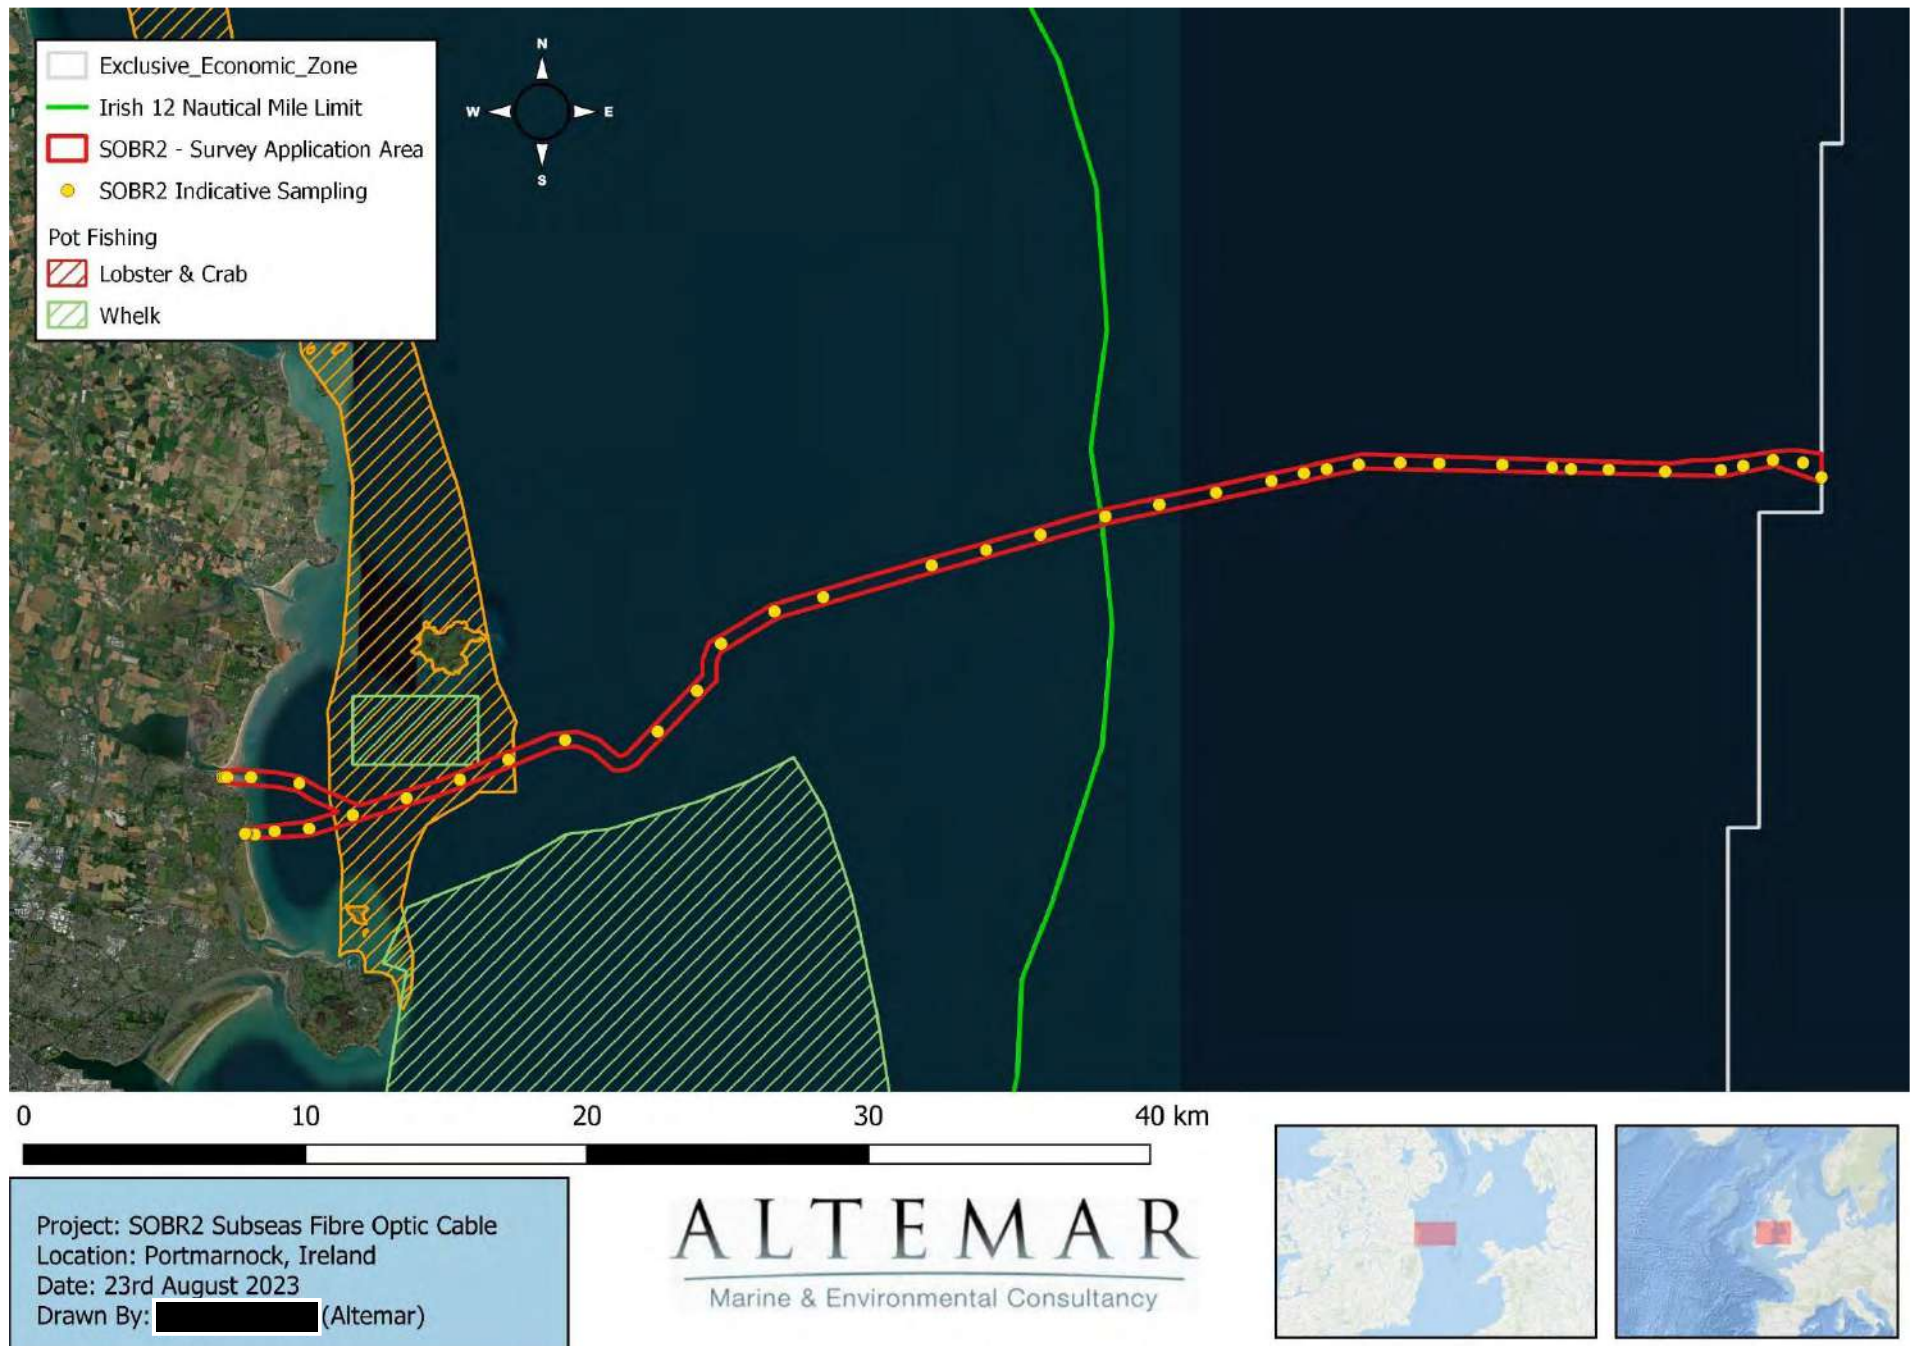 N
W E
S
Exclusive_Economic_Zone
Irish 12 Nautical Mile Limit
SOBR2 - Survey Application Area
SOBR2 Indicative Sampling
Pot Fishing
Lobster & Crab
Whelk
0 10 20 30 40 km
Project: SOBR2 Subseas Fibre Optic Cable
Location: Portmarnock, Ireland
Date: 23rd August 2023
Drawn By: (Altemar)
ALTEMAR
Marine & Environmental Consultancy